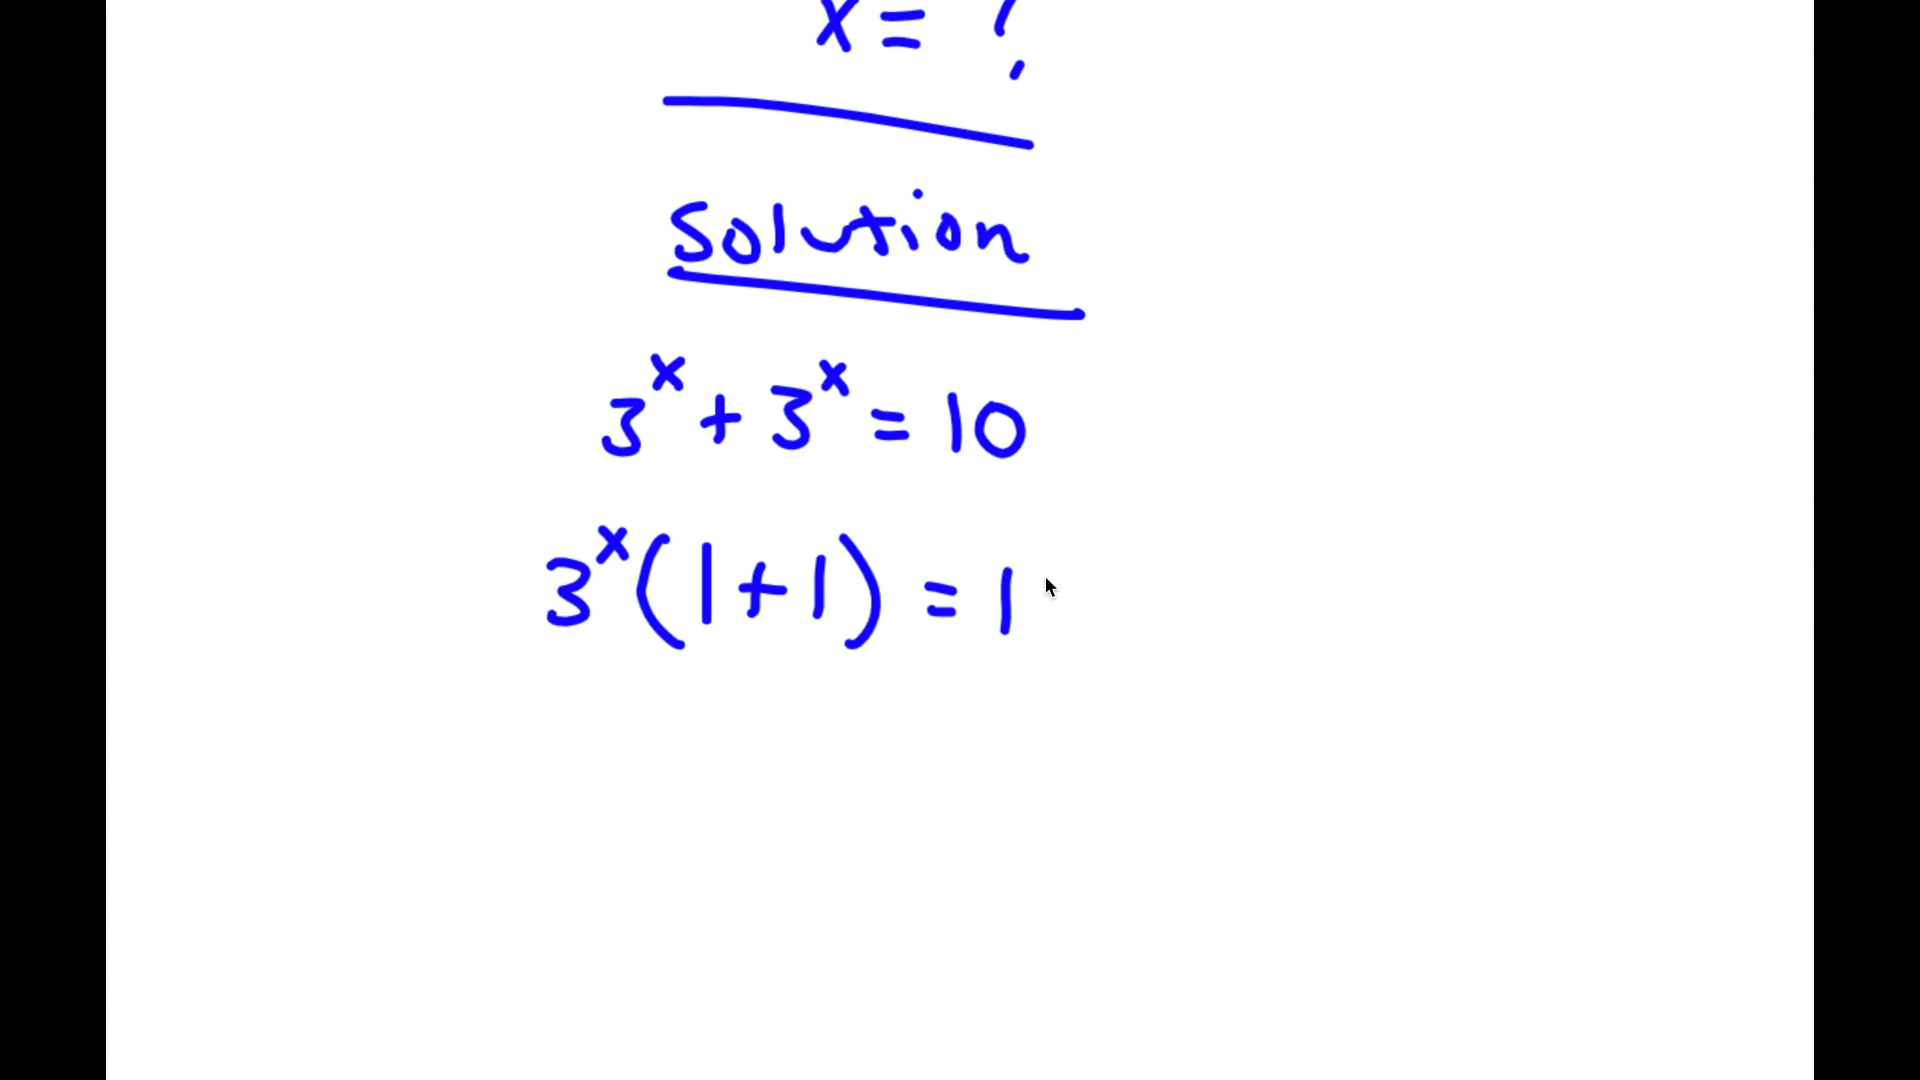 x = ?
Solution
3^x + 3^x = 10
3^x (1 + 1) = 1